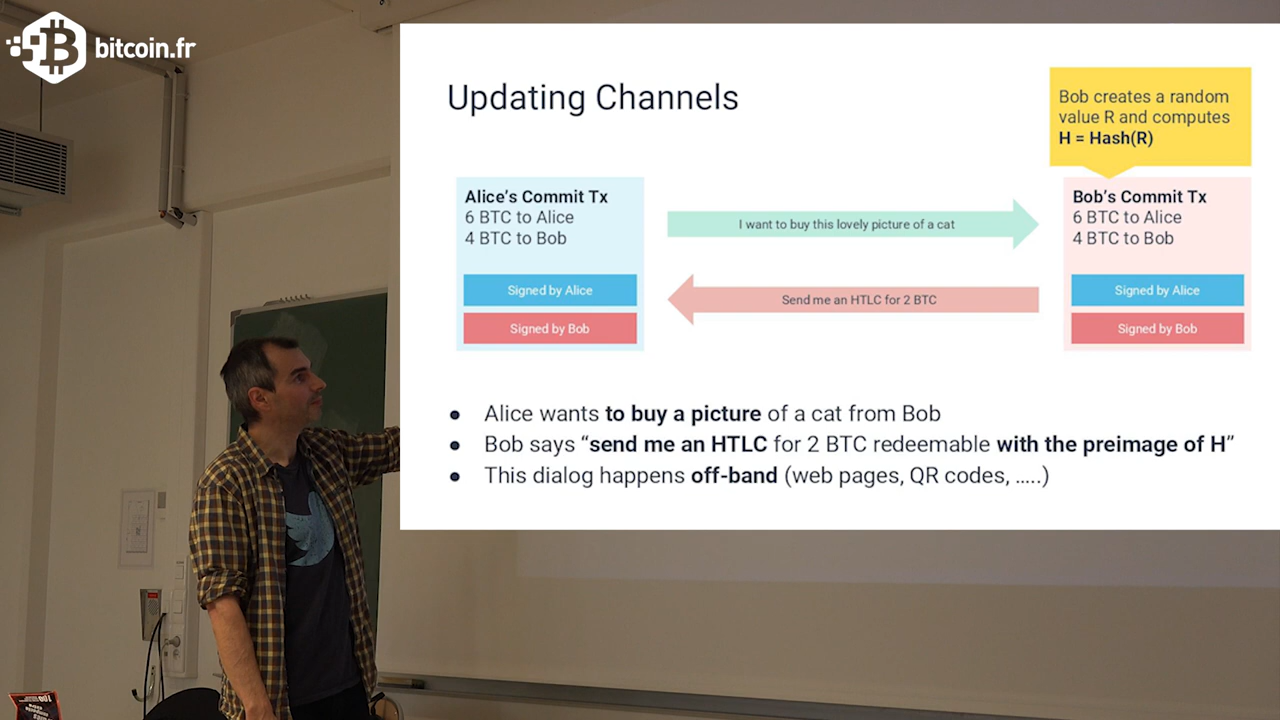 bitcoin.fr
Updating Channels
Bob creates a random
value R and computes
H = Hash(R)
Alice's Commit Tx
6 BTC to Alice
4 BTC to Bob
Signed by Alice
Signed by Bob
I want to buy this lovely picture of a cat
Send me an HTLC for 2 BTC
Bob's Commit Tx
6 BTC to Alice
4 BTC to Bob
Signed by Alice
Signed by Bob
● Alice wants to buy a picture of a cat from Bob
● Bob says “send me an HTLC for 2 BTC redeemable with the preimage of H”
● This dialog happens off-band (web pages, QR codes, …..)